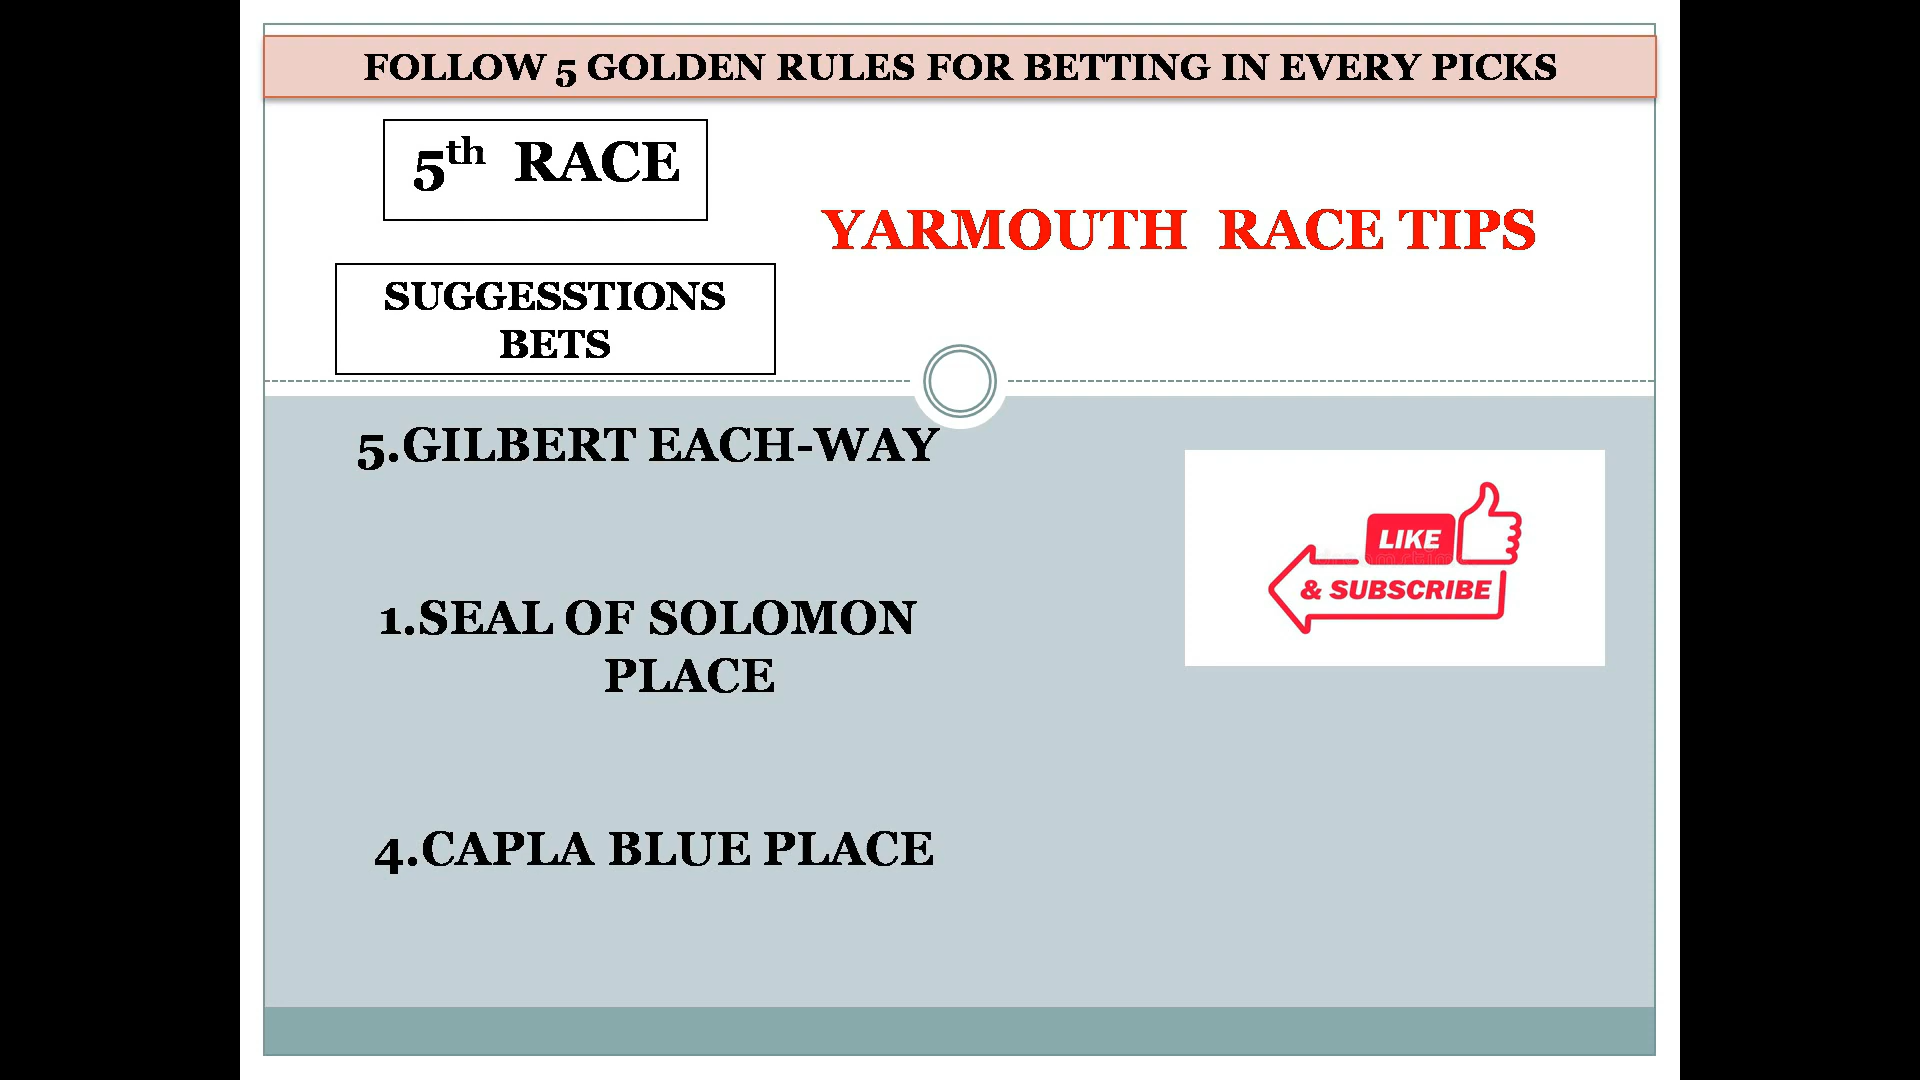 FOLLOW 5 GOLDEN RULES FOR BETTING IN EVERY PICKS
5th RACE
YARMOUTH RACE TIPS
SUGGESSTIONS
BETS
5.GILBERT EACH-WAY
1.SEAL OF SOLOMON
PLACE
4.CAPLA BLUE PLACE
LIKE
& SUBSCRIBE